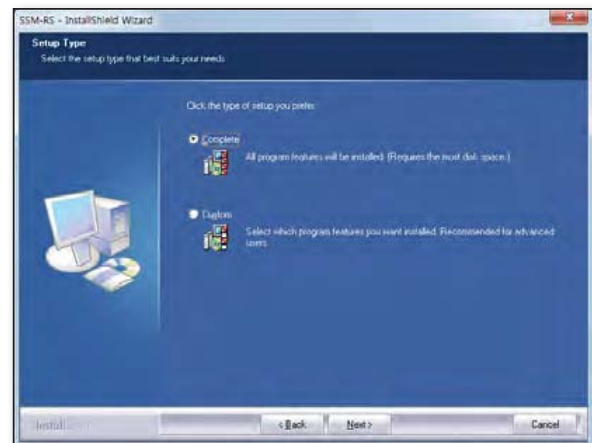 SSM-RS - InstallShield Wizard
Setup Type
Select the setup type that best suits your needs
Click the type of setup you prefer.
Complete
All program features will be installed. (Requires the most disk space.)
Custom
Select which program features you want installed. Recommended for advanced
users.
InstallShield
< Back
Next >
Cancel